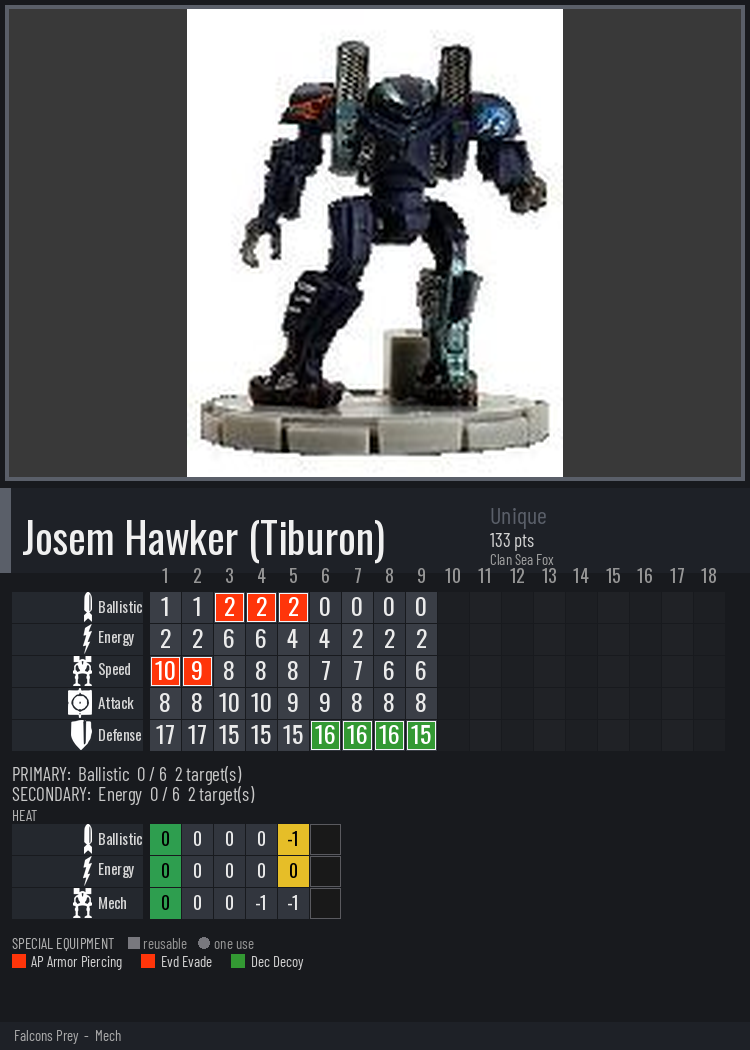 Josem Hawker (Tiburon)
Unique
133 pts
Clan Sea Fox
1 2 3 4 5 6 7 8 9 10 11 12 13 14 15 16 17 18
Ballistic 1 1 2 2 2 0 0 0 0
Energy 2 2 6 6 4 4 2 2 2
Speed 10 9 8 8 8 7 7 6 6
Attack 8 8 10 10 9 9 8 8 8
Defense 17 17 15 15 15 16 16 16 15
PRIMARY: Ballistic 0 / 6 2 target(s)
SECONDARY: Energy 0 / 6 2 target(s)
HEAT
Ballistic 0 0 0 0 -1
Energy 0 0 0 0 0
Mech 0 0 0 -1 -1
SPECIAL EQUIPMENT reusable one use
AP Armor Piercing Evd Evade Dec Decoy
Falcons Prey - Mech